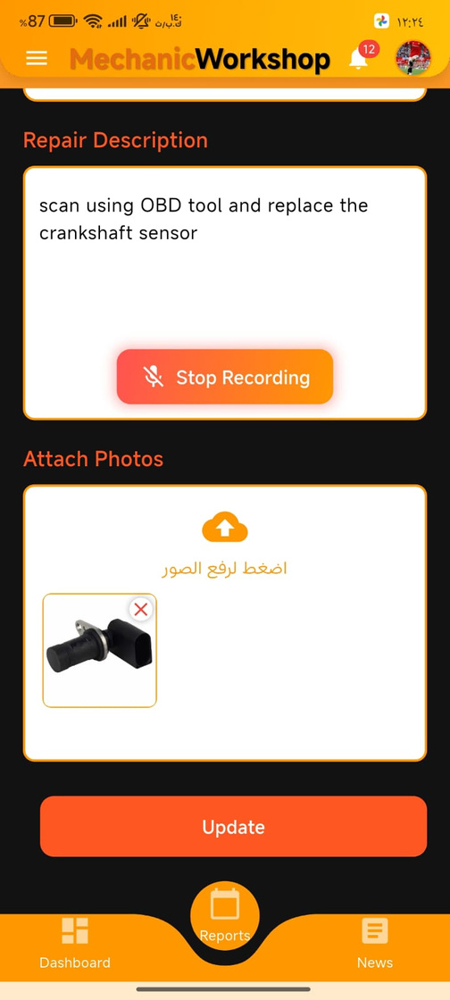 %87
١٤٠
ك.ب/ث
١٢:٢٤
MechanicWorkshop
12
Repair Description
scan using OBD tool and replace the
crankshaft sensor
Stop Recording
Attach Photos
اضغط لرفع الصور
Update
Reports
Dashboard
News